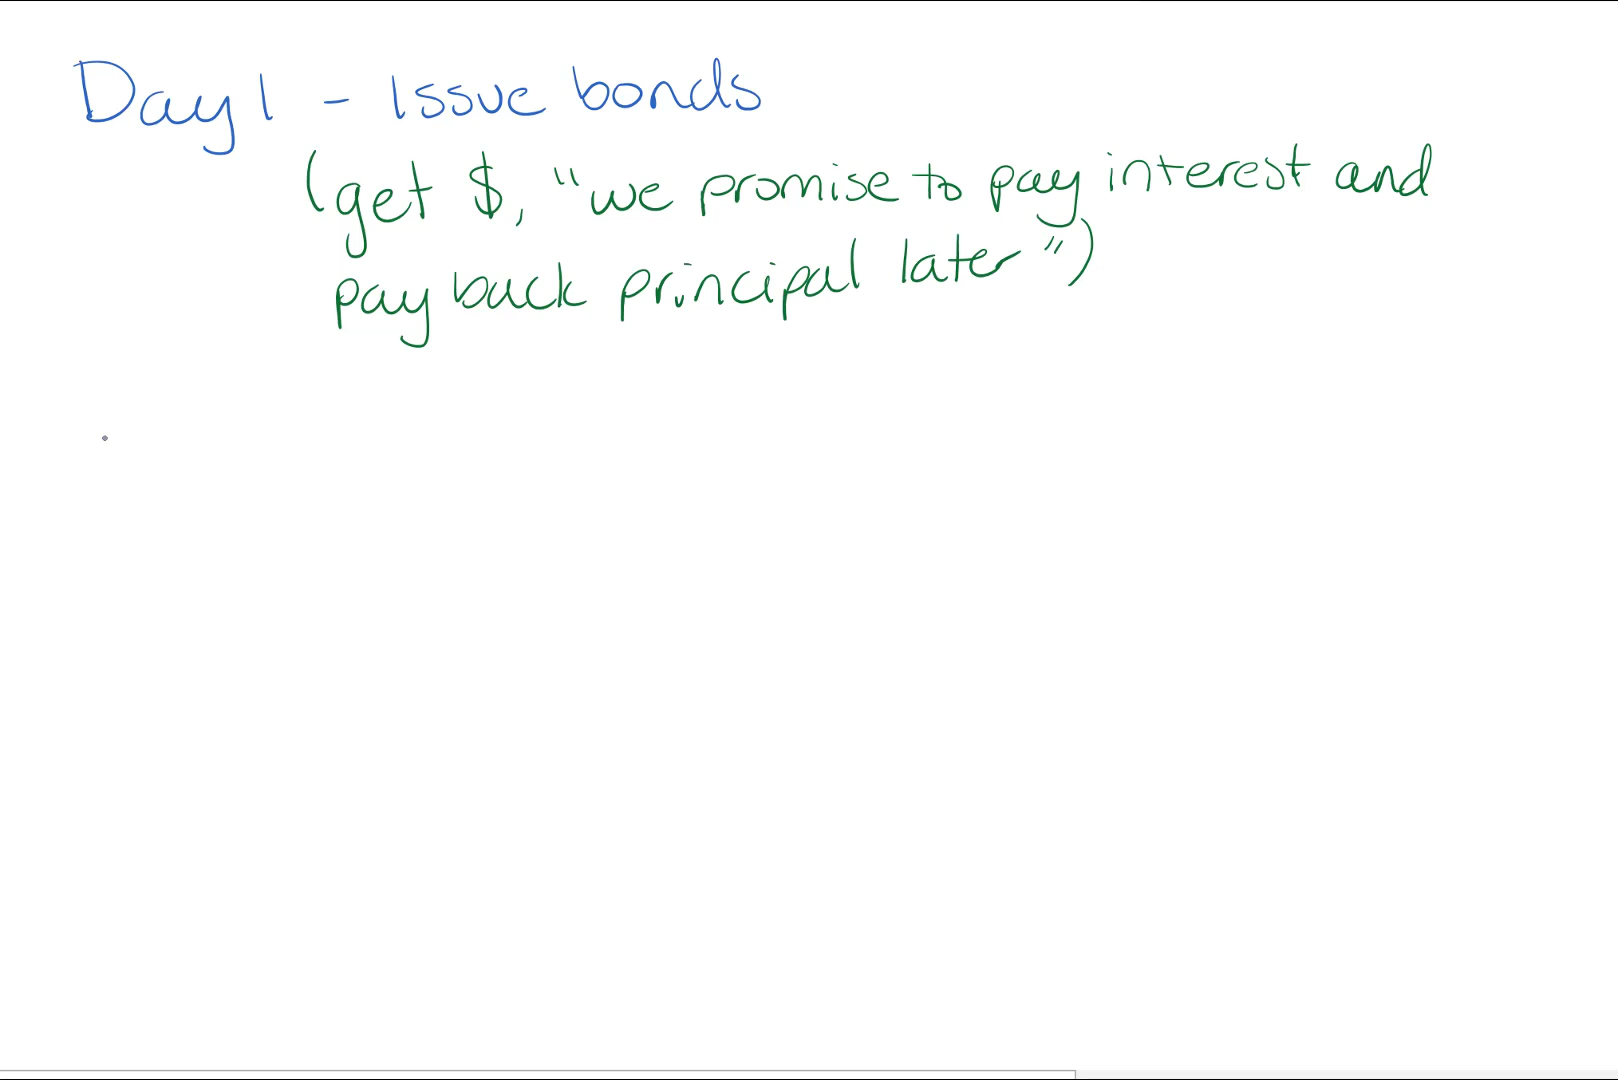 Day 1 - Issue bonds
(get $, "we promise to pay interest and
pay back principal later")